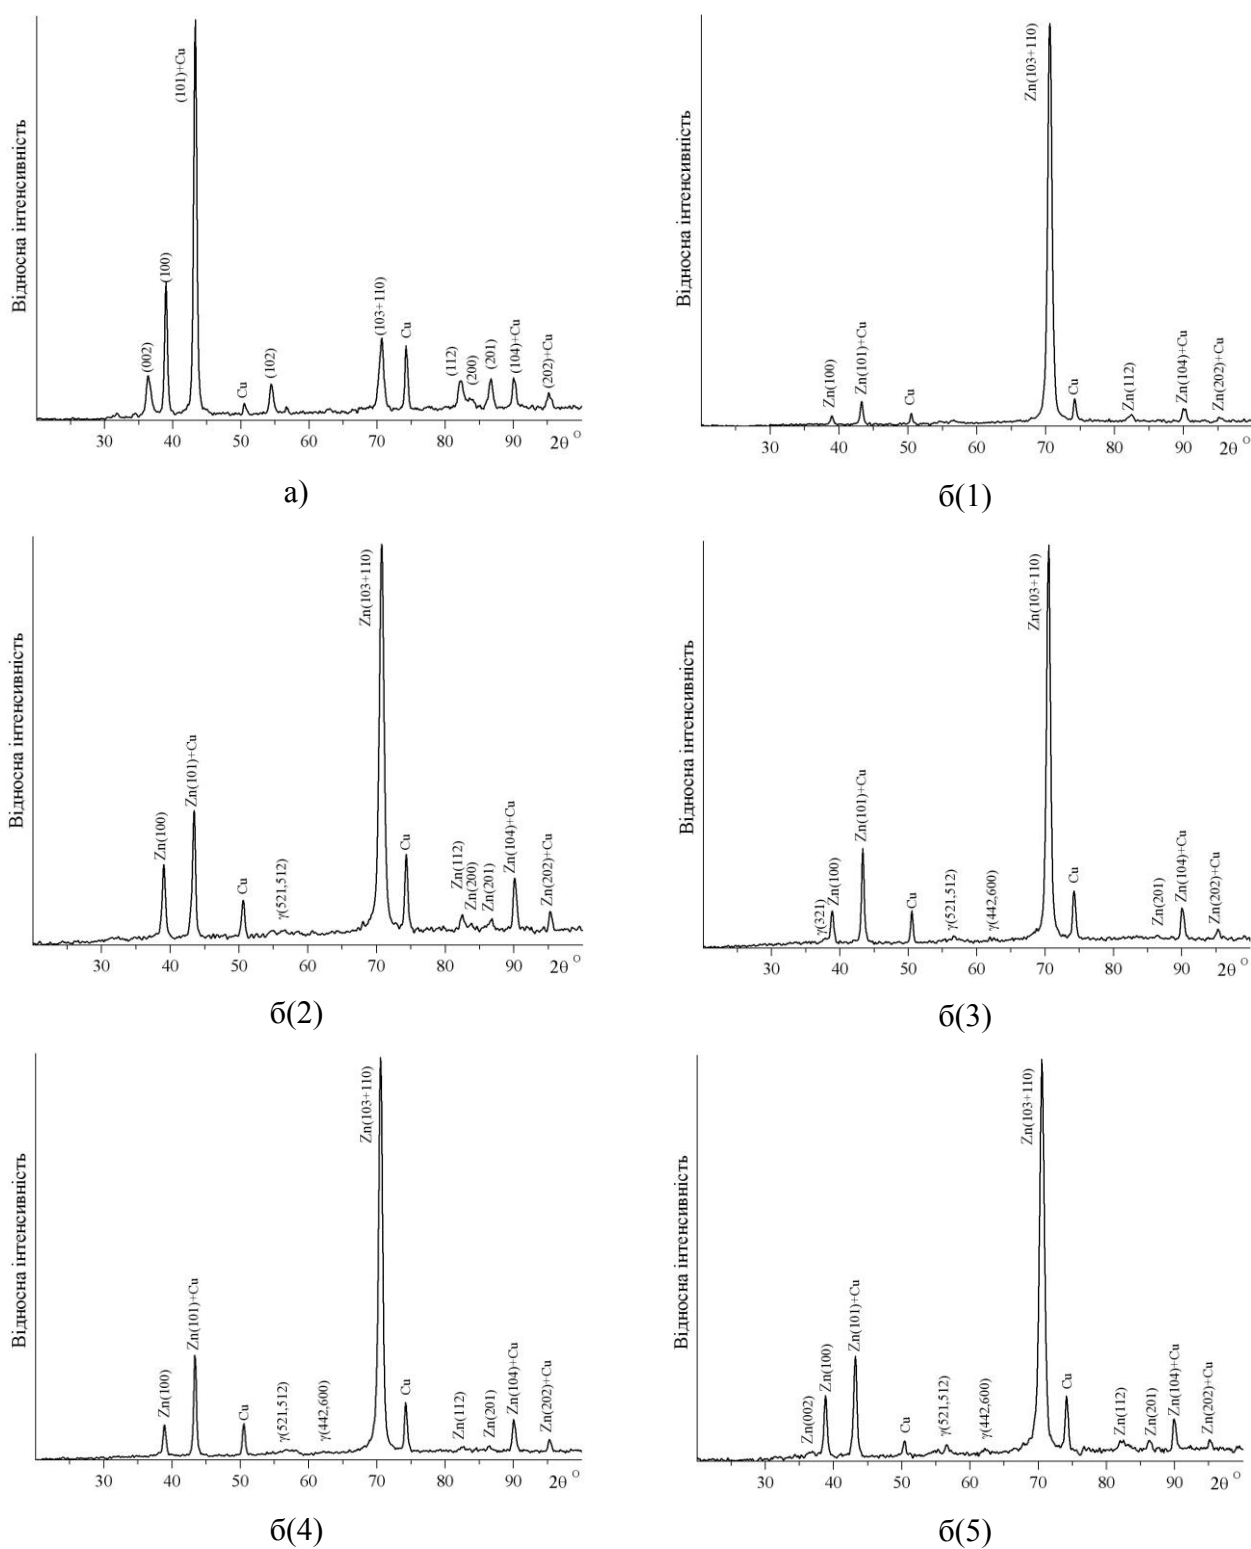 Відносна інтенсивність
(002)
(100)
(101)+Cu
Cu
(102)
(103+110)
Cu
(112)
(200)
(201)
(104)+Cu
(202)+Cu
30 40 50 60 70 80 90 2θ °
а)
Відносна інтенсивність
Zn(100)
Zn(101)+Cu
Cu
Zn(103+110)
Cu
Zn(112)
Zn(104)+Cu
Zn(202)+Cu
30 40 50 60 70 80 90 2θ °
б(1)
Відносна інтенсивність
Zn(100)
Zn(101)+Cu
Cu
γ(521,512)
Zn(103+110)
Cu
Zn(112)
Zn(200)
Zn(201)
Zn(104)+Cu
Zn(202)+Cu
30 40 50 60 70 80 90 2θ °
б(2)
Відносна інтенсивність
γ(321)
Zn(100)
Zn(101)+Cu
Cu
γ(521,512)
γ(442,600)
Zn(103+110)
Cu
Zn(201)
Zn(104)+Cu
Zn(202)+Cu
30 40 50 60 70 80 90 2θ °
б(3)
Відносна інтенсивність
Zn(100)
Zn(101)+Cu
Cu
γ(521,512)
γ(442,600)
Zn(103+110)
Cu
Zn(112)
Zn(201)
Zn(104)+Cu
Zn(202)+Cu
30 40 50 60 70 80 90 2θ °
б(4)
Відносна інтенсивність
Zn(002)
Zn(100)
Zn(101)+Cu
Cu
γ(521,512)
γ(442,600)
Zn(103+110)
Cu
Zn(112)
Zn(201)
Zn(104)+Cu
Zn(202)+Cu
30 40 50 60 70 80 90 2θ °
б(5)